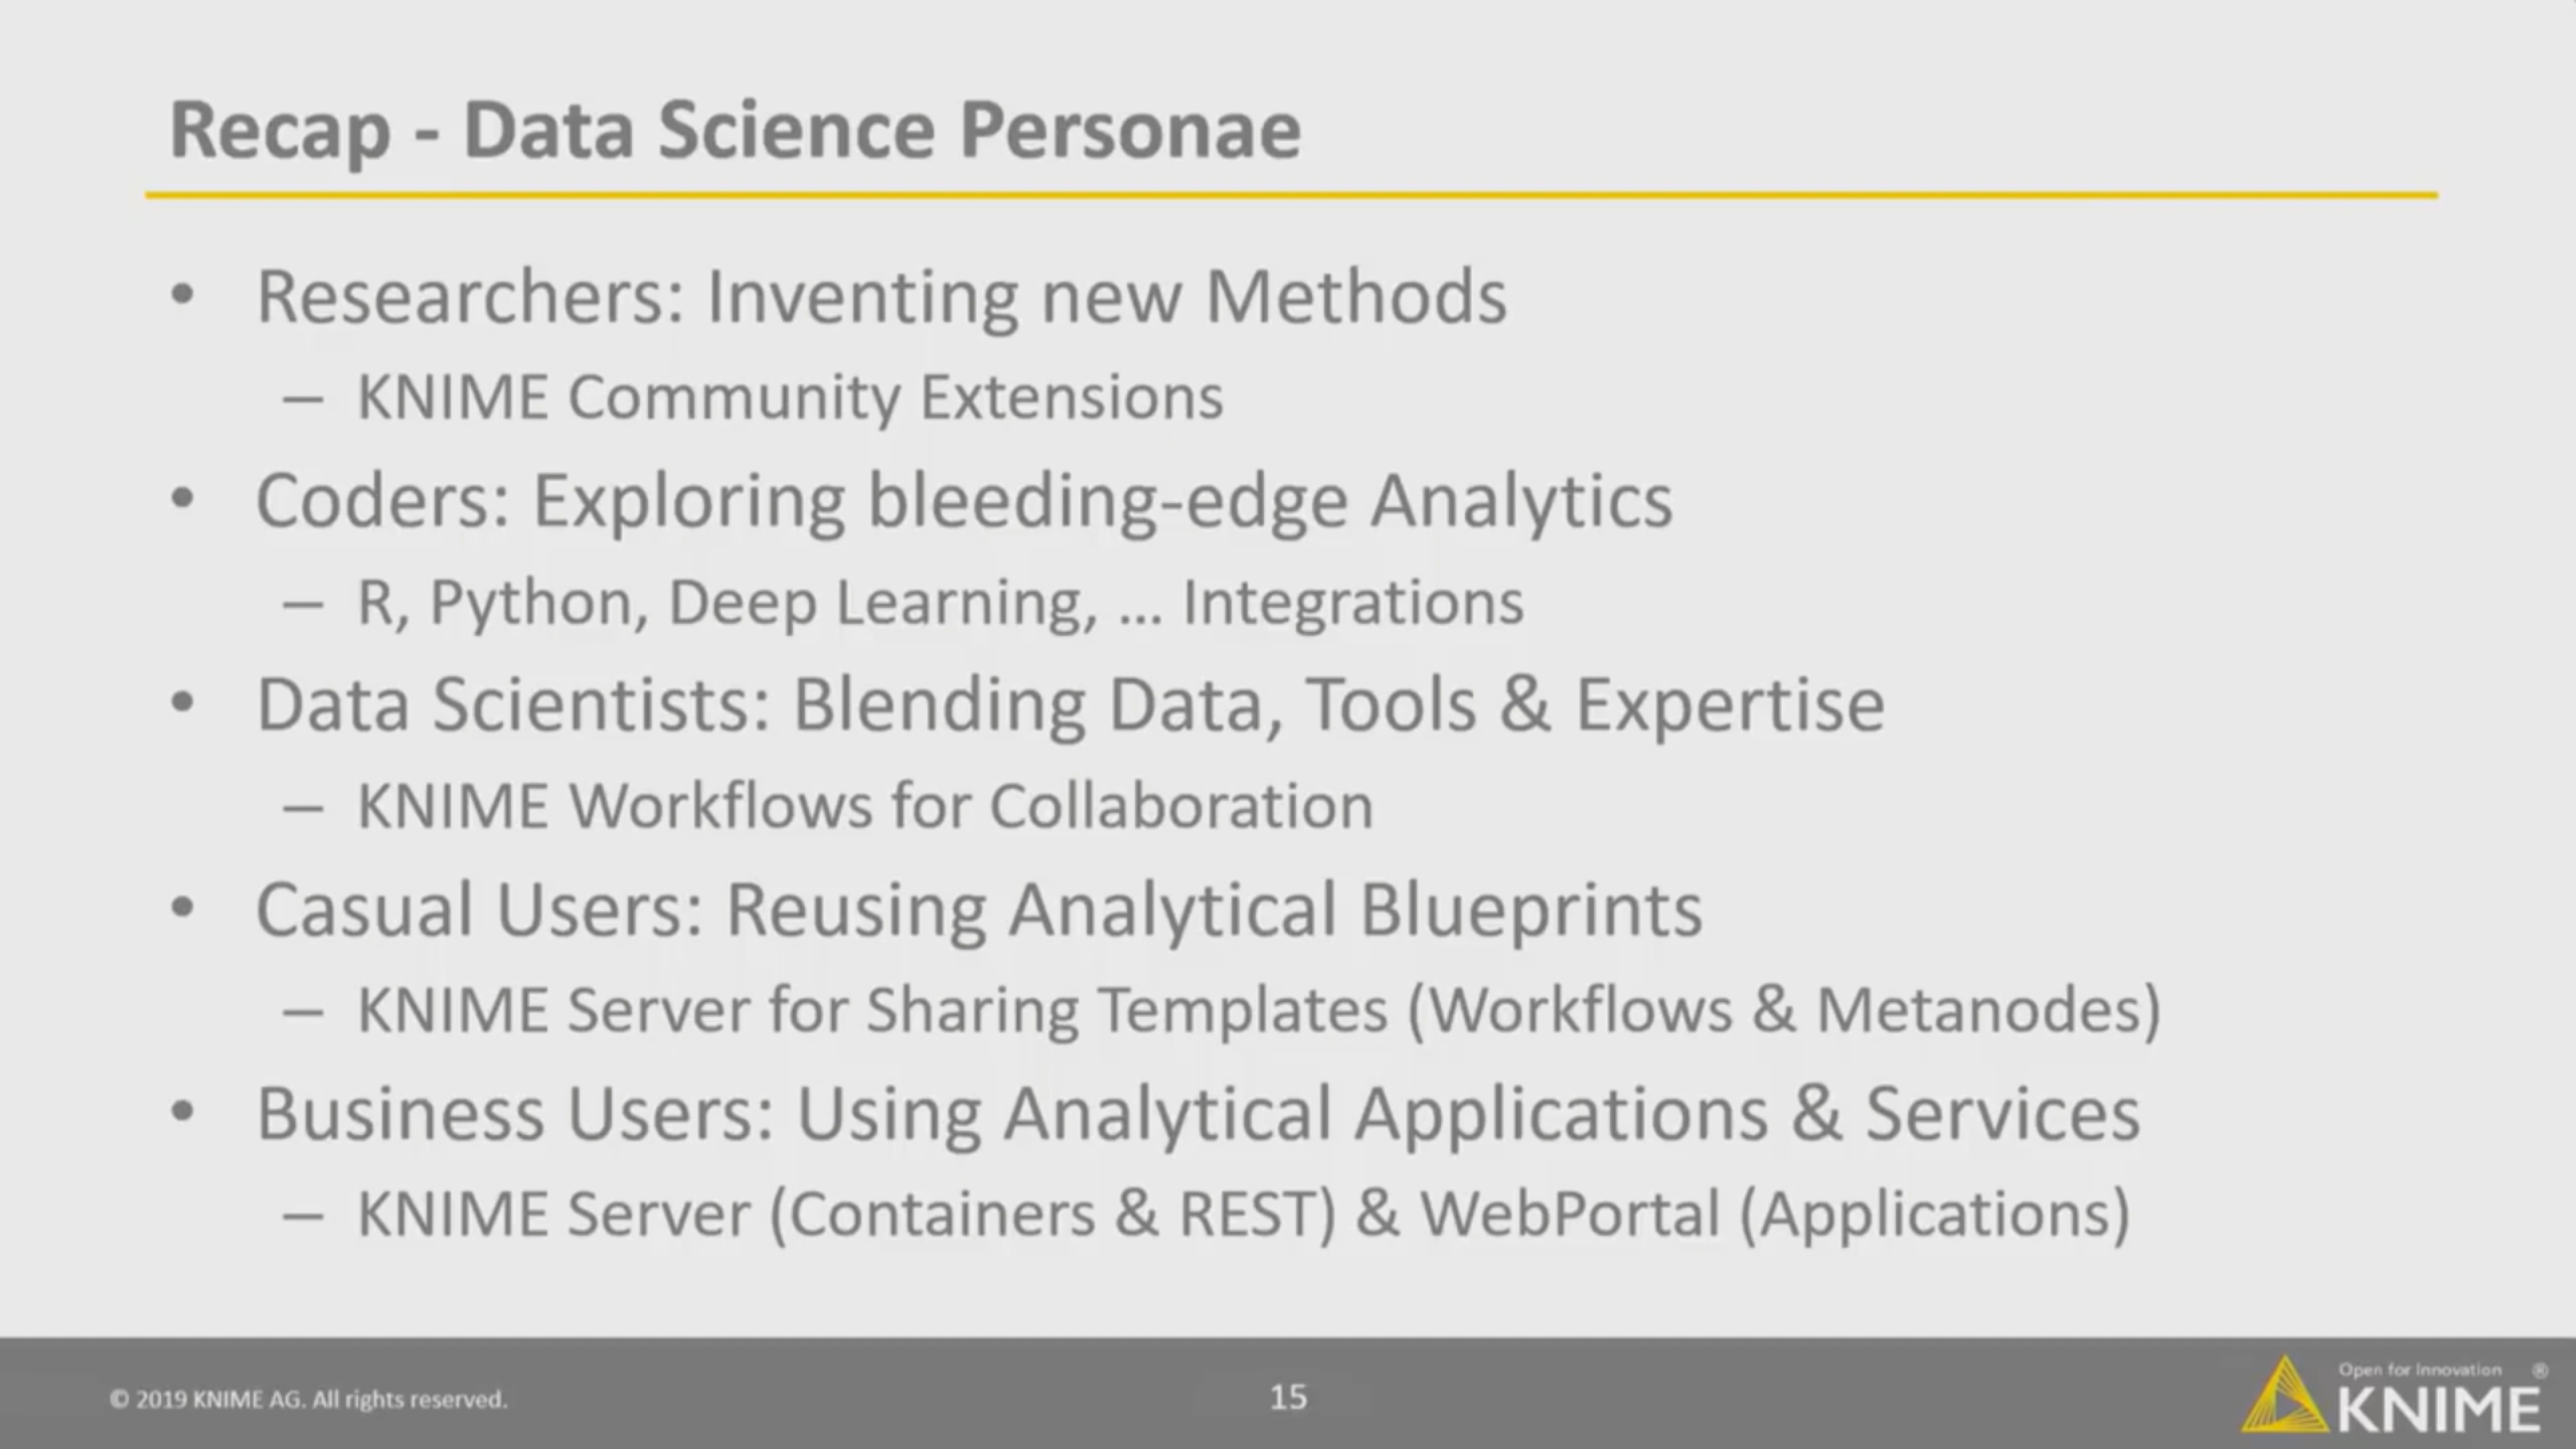 Recap - Data Science Personae
• Researchers: Inventing new Methods
– KNIME Community Extensions
• Coders: Exploring bleeding-edge Analytics
– R, Python, Deep Learning, ... Integrations
• Data Scientists: Blending Data, Tools & Expertise
– KNIME Workflows for Collaboration
• Casual Users: Reusing Analytical Blueprints
– KNIME Server for Sharing Templates (Workflows & Metanodes)
• Business Users: Using Analytical Applications & Services
– KNIME Server (Containers & REST) & WebPortal (Applications)
© 2019 KNIME AG. All rights reserved.
15
Open for Innovation ®
KNIME